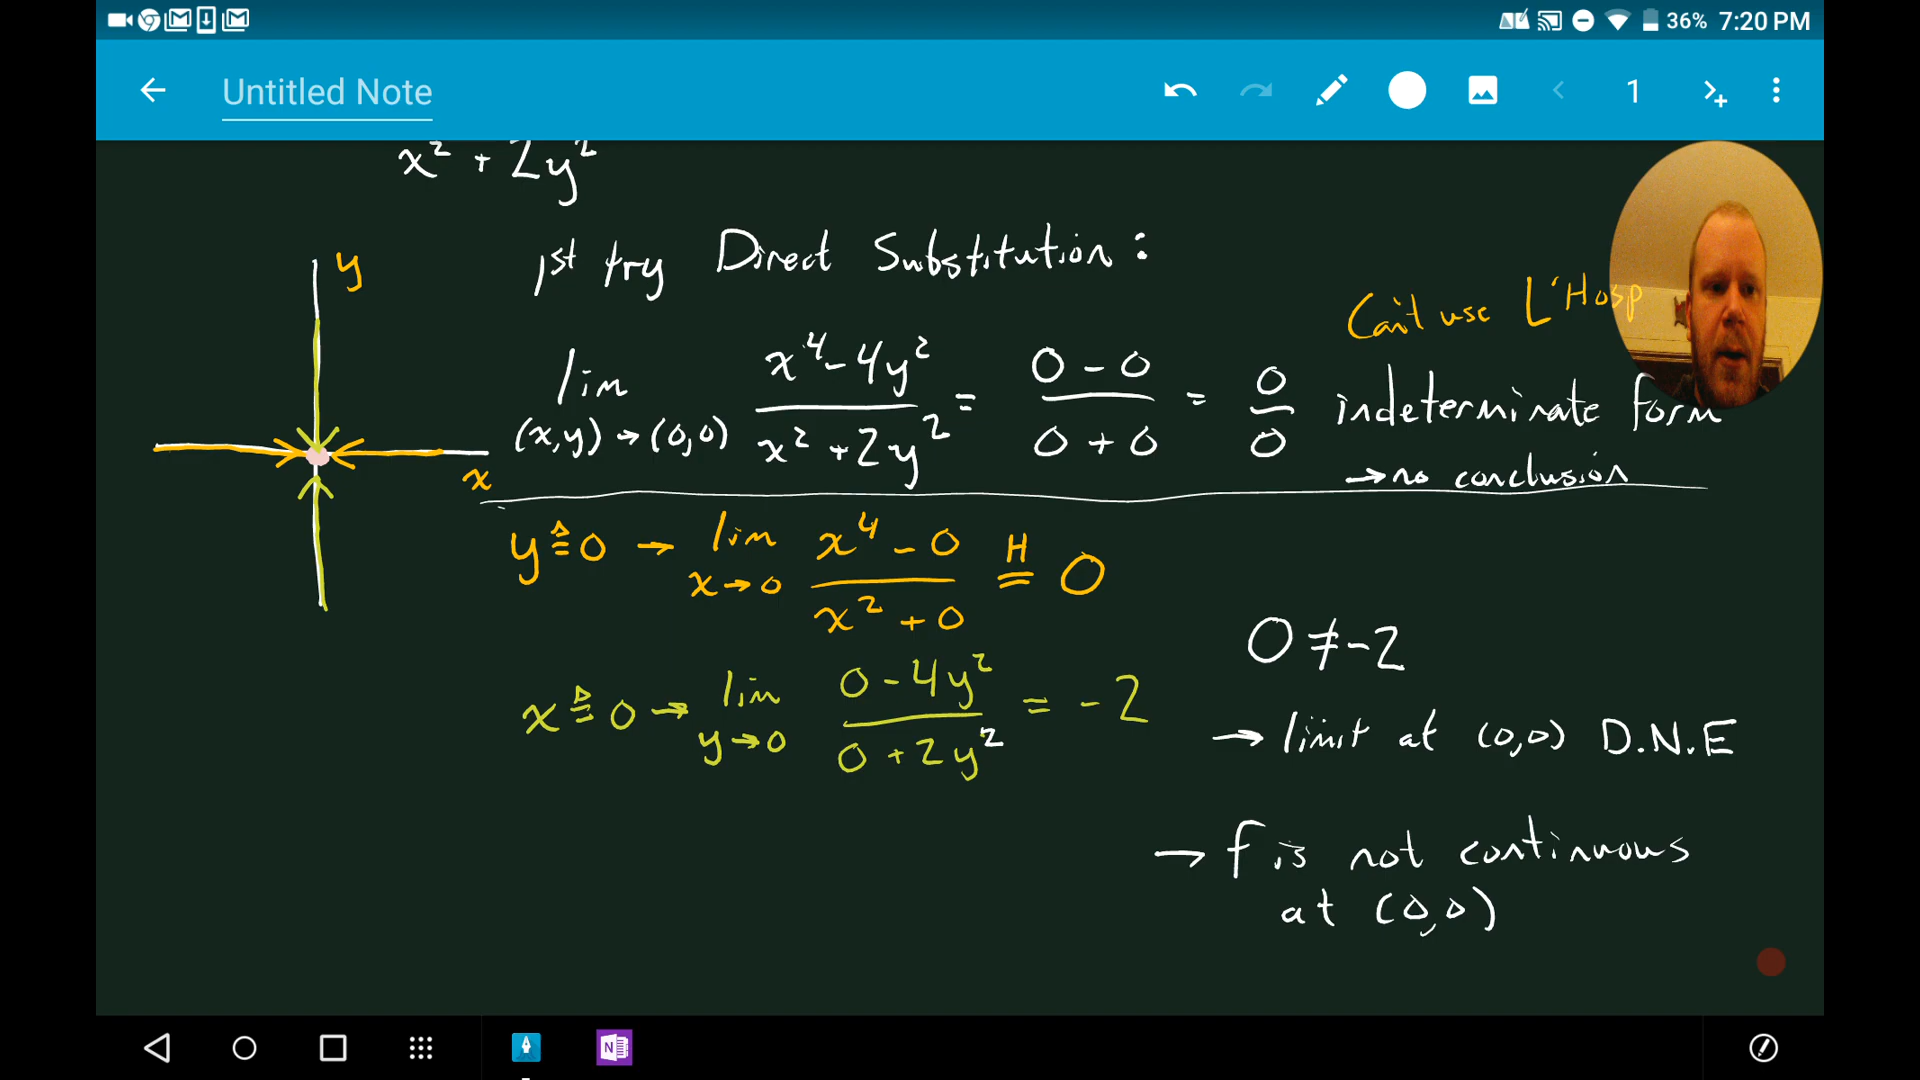 36% 7:20 PM
Untitled Note
1
x² + 2y²
1st try Direct Substitution:
y
Can't use L'Hosp
lim (x,y)→(0,0) (x⁴-4y²)/(x²+2y²) = (0-0)/(0+0) = 0/0 indeterminate form
→ no conclusion
x
y ≜ 0 → lim x→0 (x⁴-0)/(x²+0) =ᴴ 0
0 ≠ -2
x ≜ 0 → lim y→0 (0-4y²)/(0+2y²) = -2
→ limit at (0,0) D.N.E
→ f is not continuous
at (0,0)
N